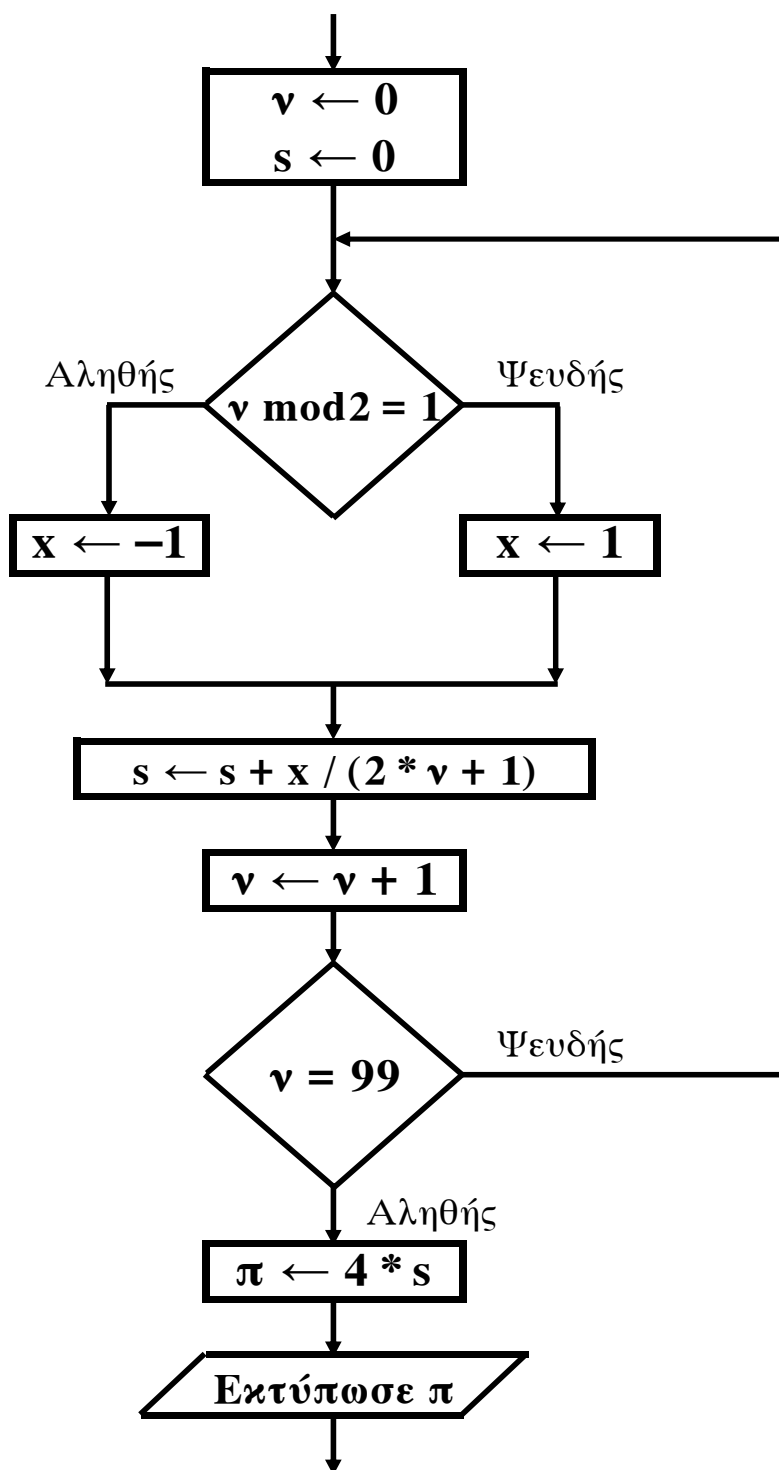 ν ← 0
s ← 0
Αληθής
Ψευδής
ν mod2 = 1
x ← –1
x ← 1
s ← s + x / (2 * ν + 1)
ν ← ν + 1
Ψευδής
ν = 99
Αληθής
π ← 4 * s
Εκτύπωσε π